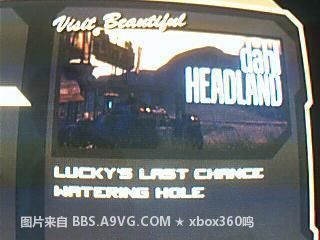 Visit Beautiful
dahl
HEADLAND
LUCKY'S LAST CHANCE
WATERING HOLE
图片来自 BBS.A9VG.COM ★ xbox360鸣